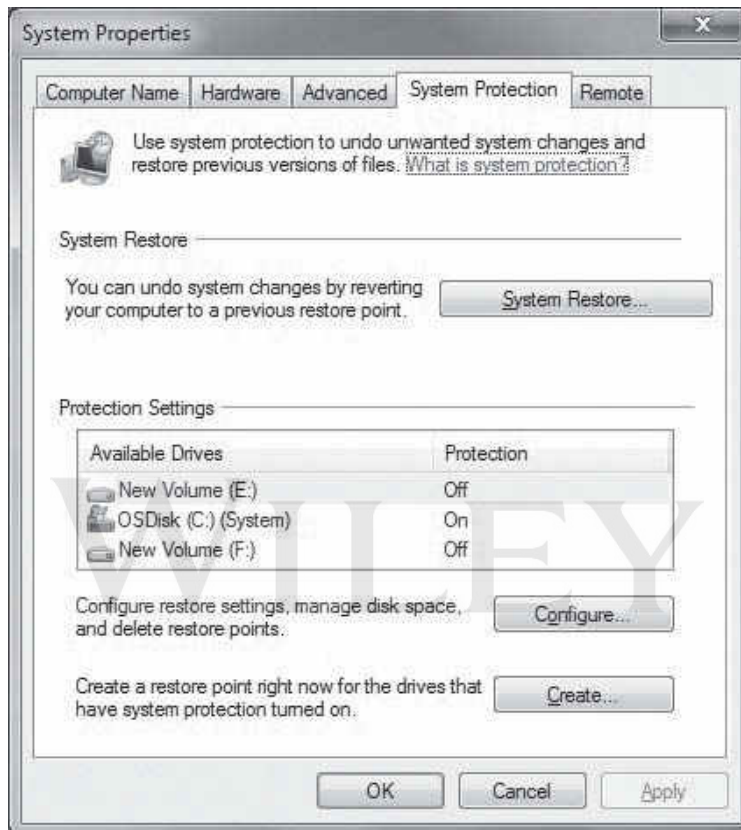 System Properties
x
Computer Name Hardware Advanced System Protection Remote
Use system protection to undo unwanted system changes and
restore previous versions of files. What is system protection?
System Restore
You can undo system changes by reverting
your computer to a previous restore point.
System Restore...
Protection Settings
Available Drives Protection
New Volume (E:) Off
OSDisk (C:) (System) On
New Volume (F:) Off
WILEY
Configure restore settings, manage disk space,
and delete restore points.
Configure...
Create a restore point right now for the drives that
have system protection turned on.
Create...
OK Cancel Apply